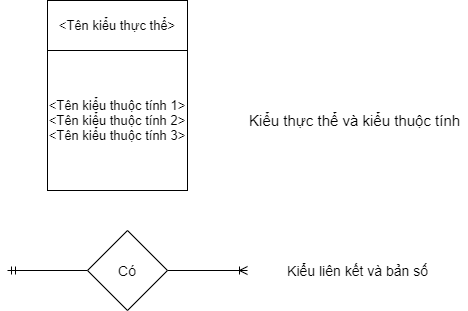 <Tên kiểu thực thể>
<Tên kiểu thuộc tính 1>
<Tên kiểu thuộc tính 2>
<Tên kiểu thuộc tính 3>
Kiểu thực thể và kiểu thuộc tính
Có
Kiểu liên kết và bản số